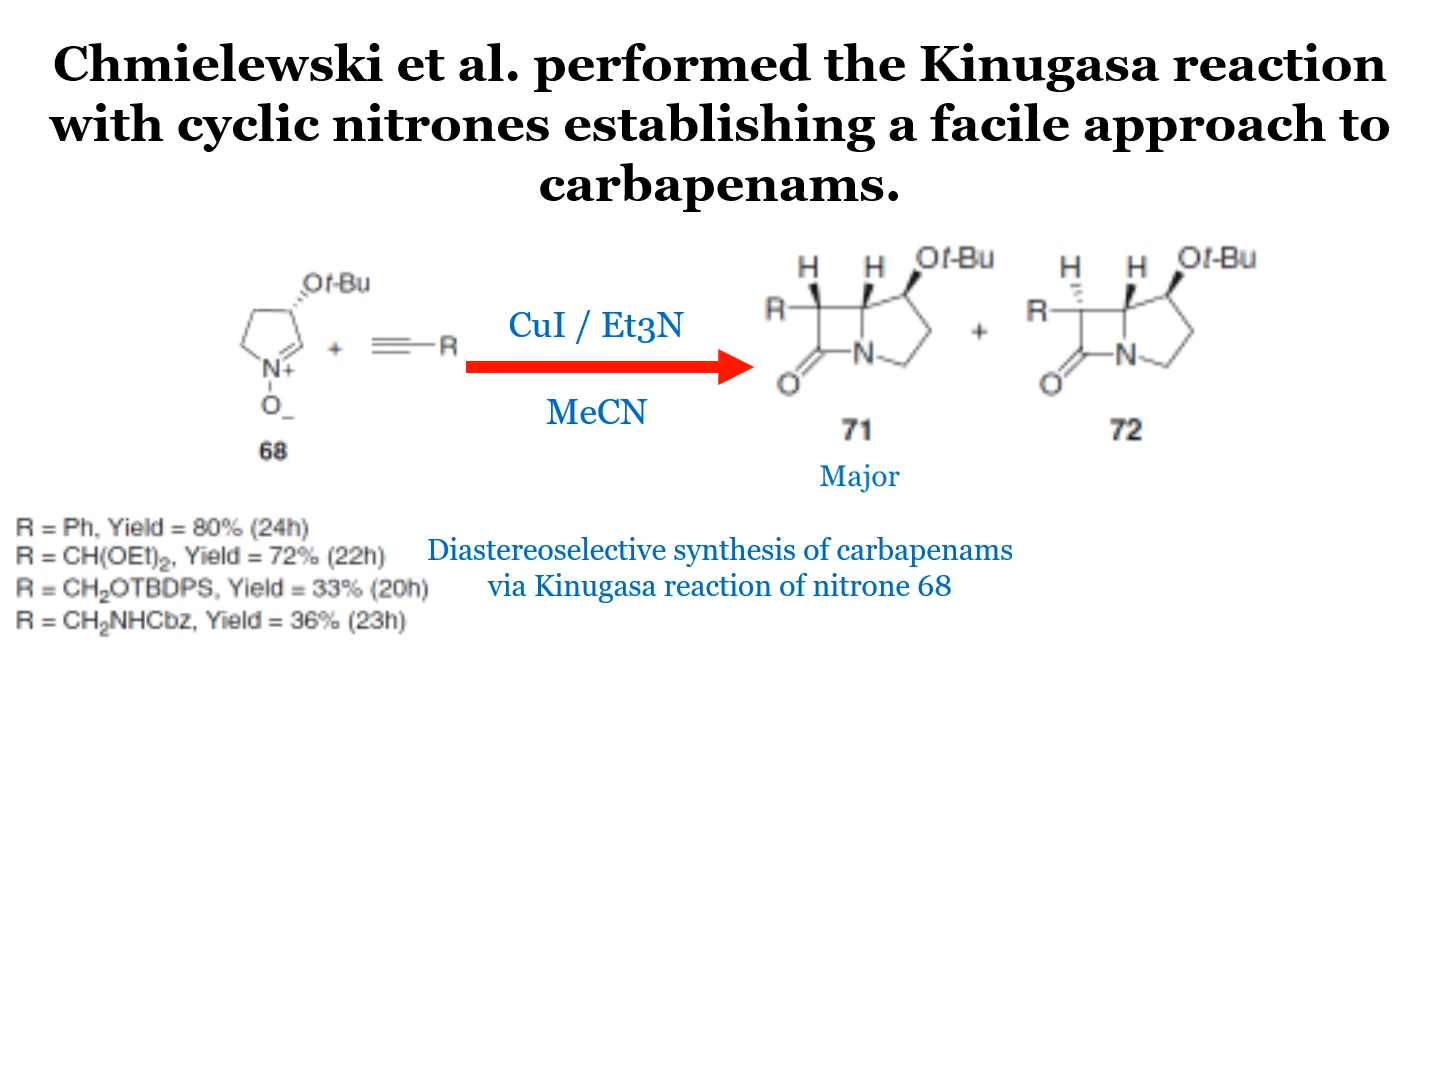 Chmielewski et al. performed the Kinugasa reaction
with cyclic nitrones establishing a facile approach to
carbapenams.
Ot-Bu
N+
O_
68
+
R
CuI / Et3N
MeCN
H H Ot-Bu
R
N
O
71
Major
+
H H Ot-Bu
R
N
O
72
R = Ph, Yield = 80% (24h)
R = CH(OEt)2, Yield = 72% (22h)
R = CH2OTBDPS, Yield = 33% (20h)
R = CH2NHCbz, Yield = 36% (23h)
Diastereoselective synthesis of carbapenams
via Kinugasa reaction of nitrone 68